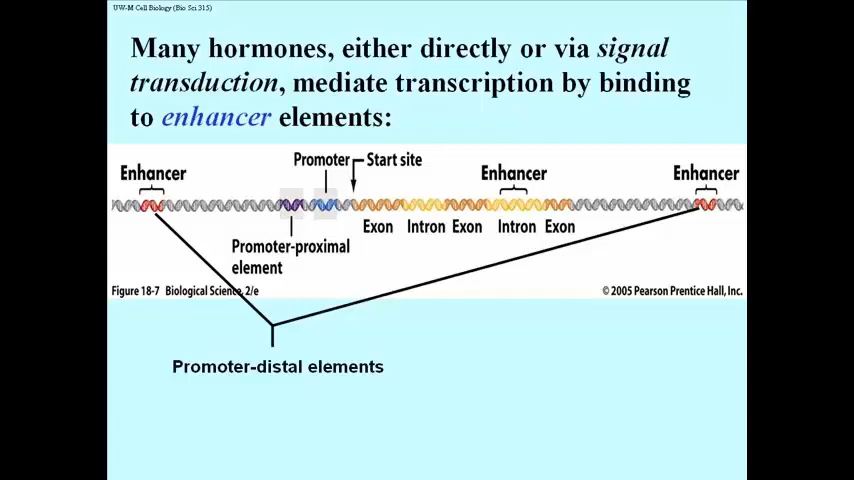 UW-M Cell Biology (Bio Sci 315)
Many hormones, either directly or via signal
transduction, mediate transcription by binding
to enhancer elements:
Promoter
Start site
Enhancer
Enhancer
Enhancer
Exon
Intron
Exon
Intron
Exon
Promoter-proximal
element
Figure 18-7 Biological Science, 2/e
© 2005 Pearson Prentice Hall, Inc.
Promoter-distal elements